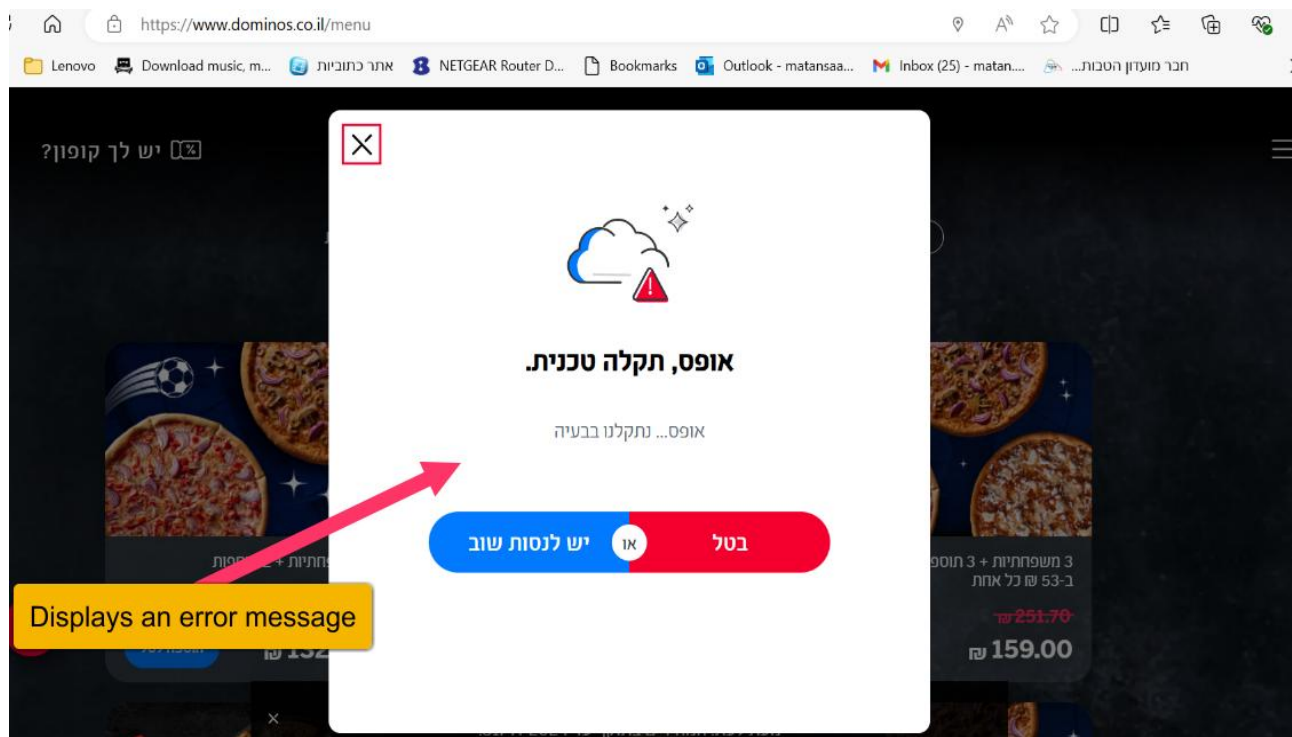 https://www.dominos.co.il/menu
Lenovo
Download music, m...
אתר כתוביות
NETGEAR Router D...
Bookmarks
Outlook - matansaa...
Inbox (25) - matan....
חבר מועדון הטבות...
יש לך קופון?
אופס, תקלה טכנית.
אופס... נתקלנו בבעיה
בטל
או
יש לנסות שוב
3 משפחתיות + 3
ב-53 ₪ כל אחת
251.70 ₪
159.00 ₪
Displays an error message